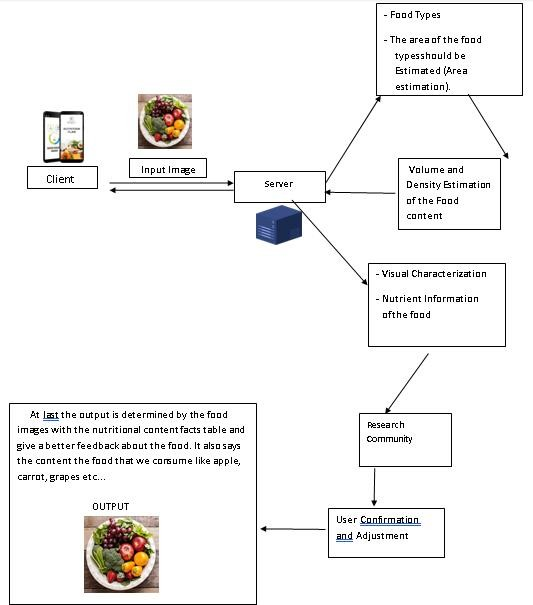 - Food Types
- The area of the food
typesshould be
Estimated (Area
estimation).
Client
Input Image
Server
Volume and
Density Estimation
of the Food
content
- Visual Characterization
- Nutrient Information
of the food
Research
Community
User Confirmation
and Adjustment
At last the output is determined by the food
images with the nutritional content facts table and
give a better feedback about the food. It also says
the content the food that we consume like apple,
carrot, grapes etc...
OUTPUT